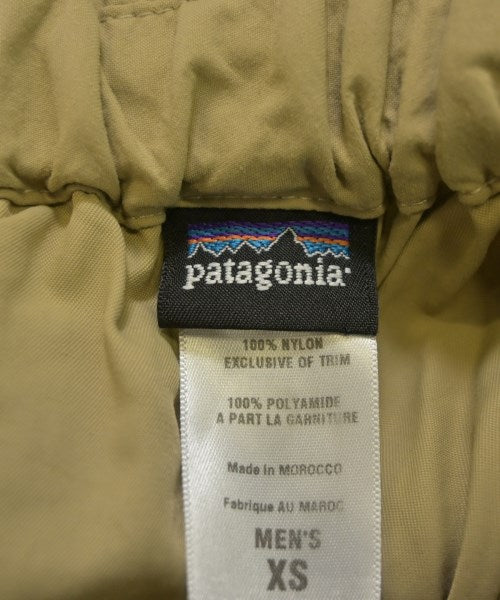 patagonia®
100% NYLON
EXCLUSIVE OF TRIM
100% POLYAMIDE
A PART LA GARNITURE
Made In MOROCCO
Fabrique AU MAROC
MEN'S
XS